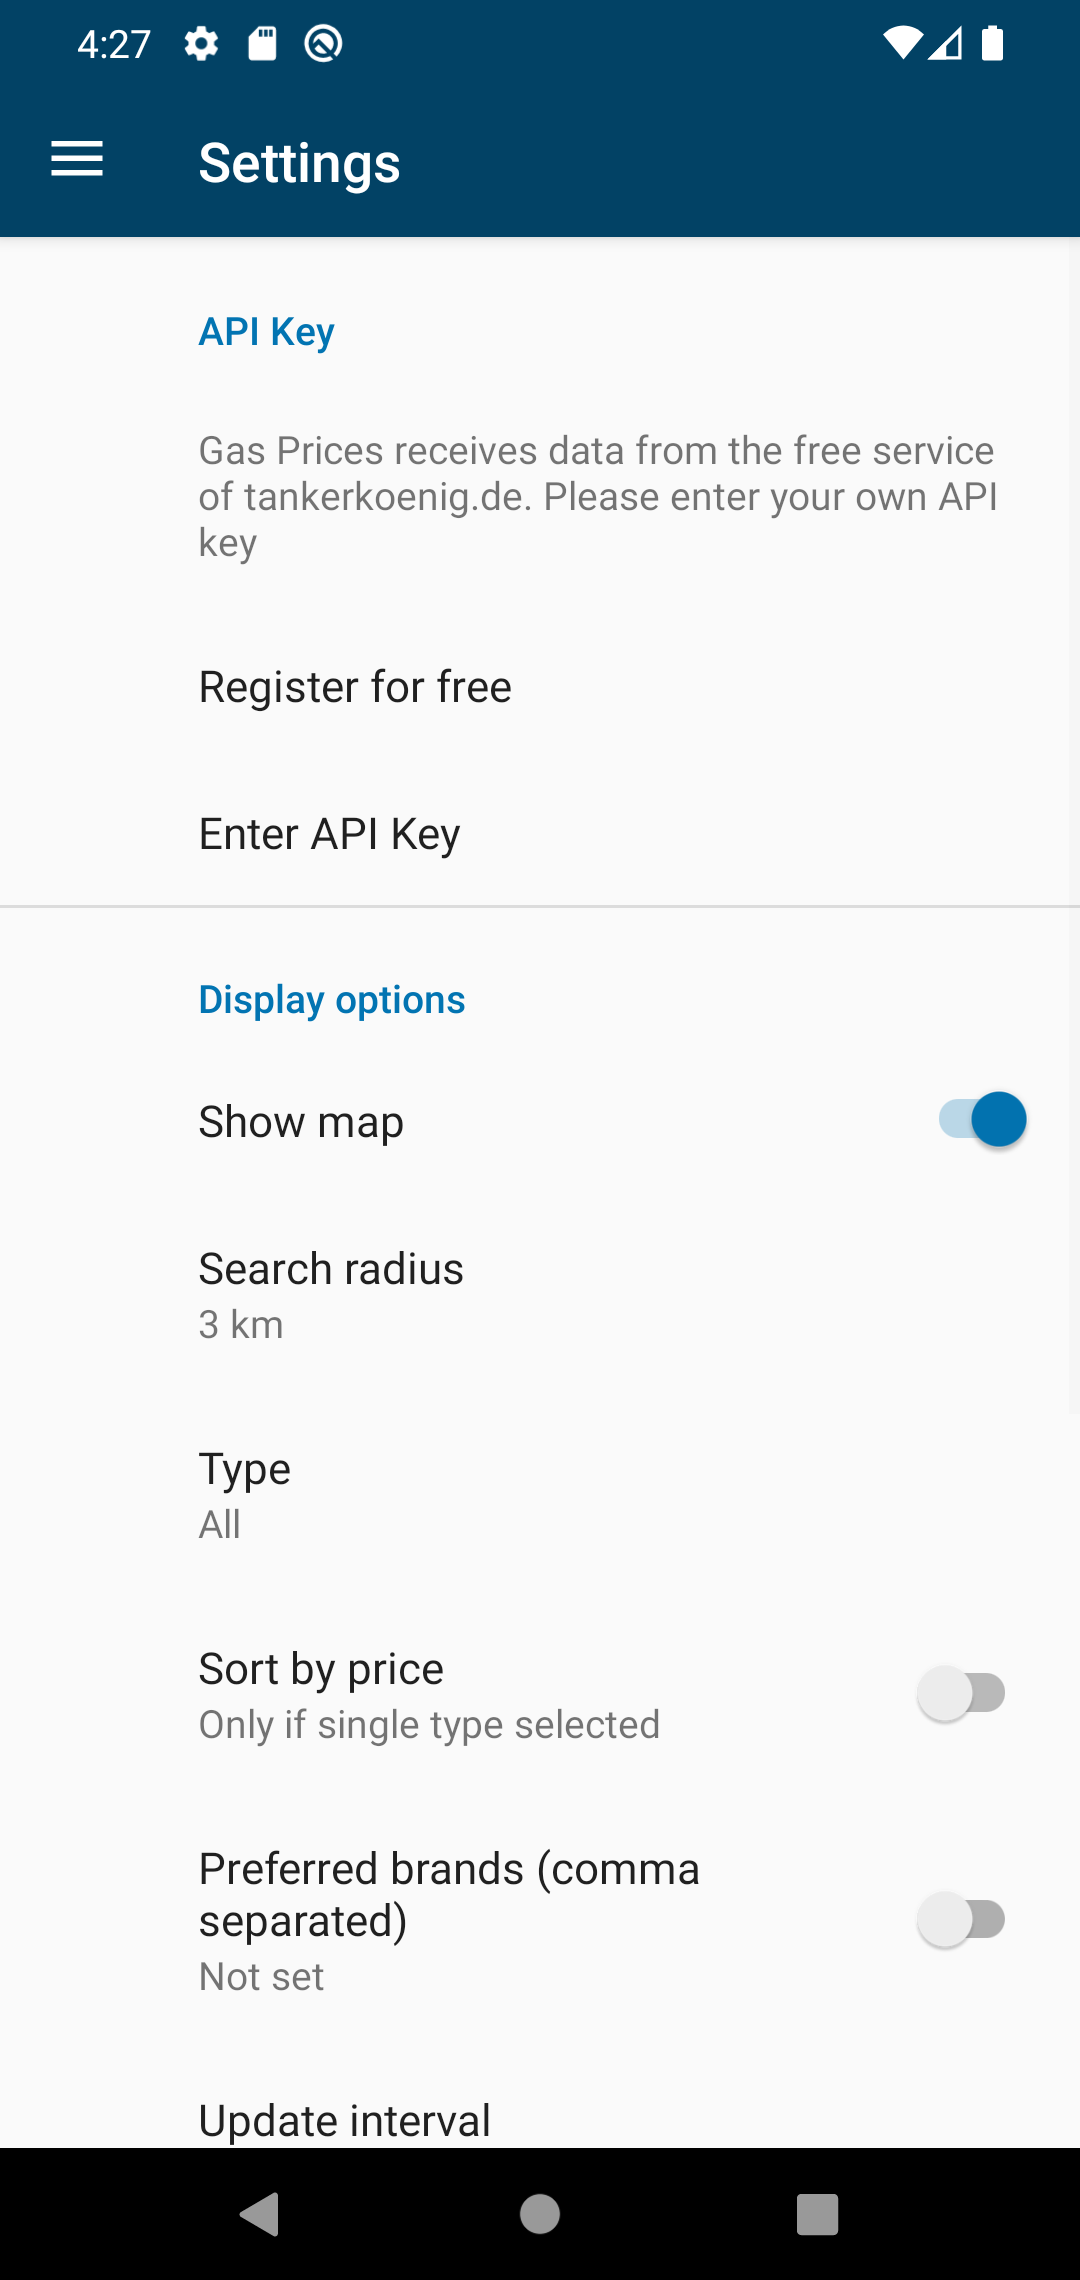 4:27
Settings
API Key
Gas Prices receives data from the free service
of tankerkoenig.de. Please enter your own API
key
Register for free
Enter API Key
Display options
Show map
Search radius
3 km
Type
All
Sort by price
Only if single type selected
Preferred brands (comma
separated)
Not set
Update interval